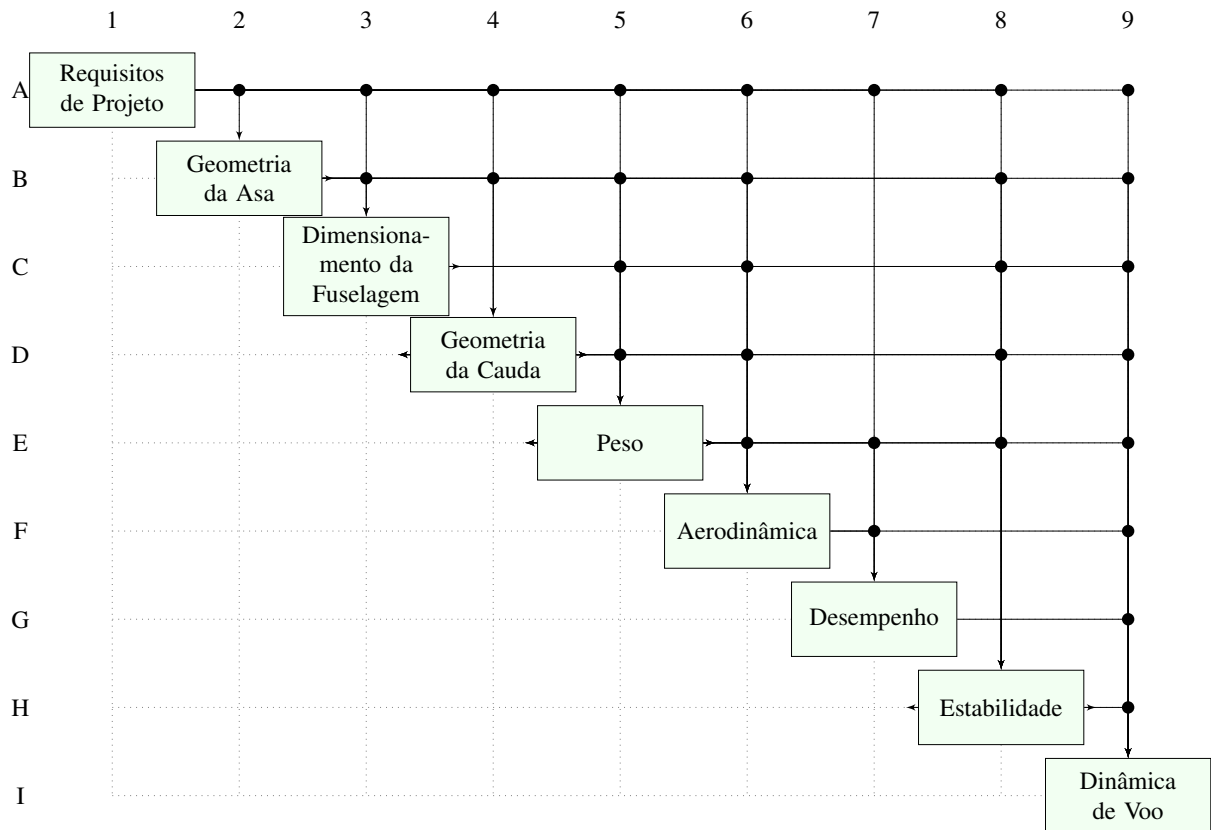 1 2 3 4 5 6 7 8 9
A
Requisitos
de Projeto
B
Geometria
da Asa
C
Dimensiona-
mento da
Fuselagem
D
Geometria
da Cauda
E
Peso
F
Aerodinâmica
G
Desempenho
H
Estabilidade
I
Dinâmica
de Voo